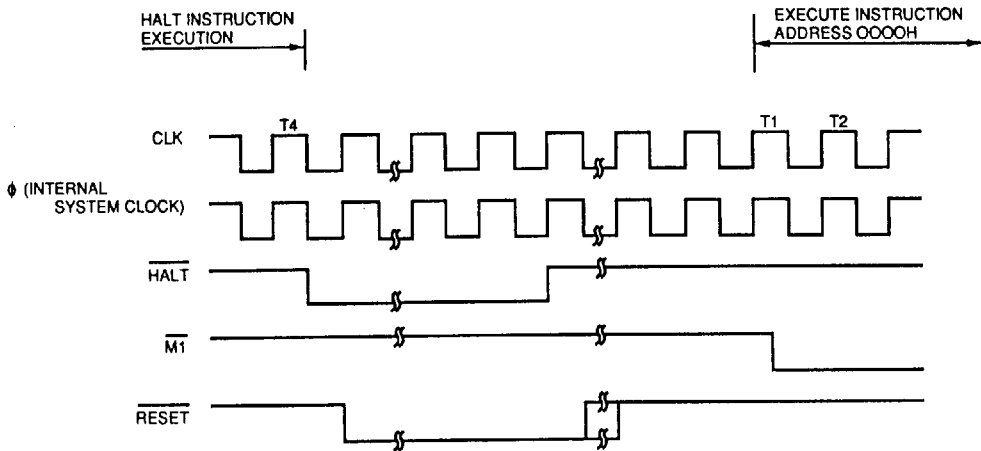 HALT INSTRUCTION
EXECUTION
EXECUTE INSTRUCTION
ADDRESS OOOOH
CLK
T4
T1
T2
ϕ (INTERNAL
SYSTEM CLOCK)
HALT
M1
RESET